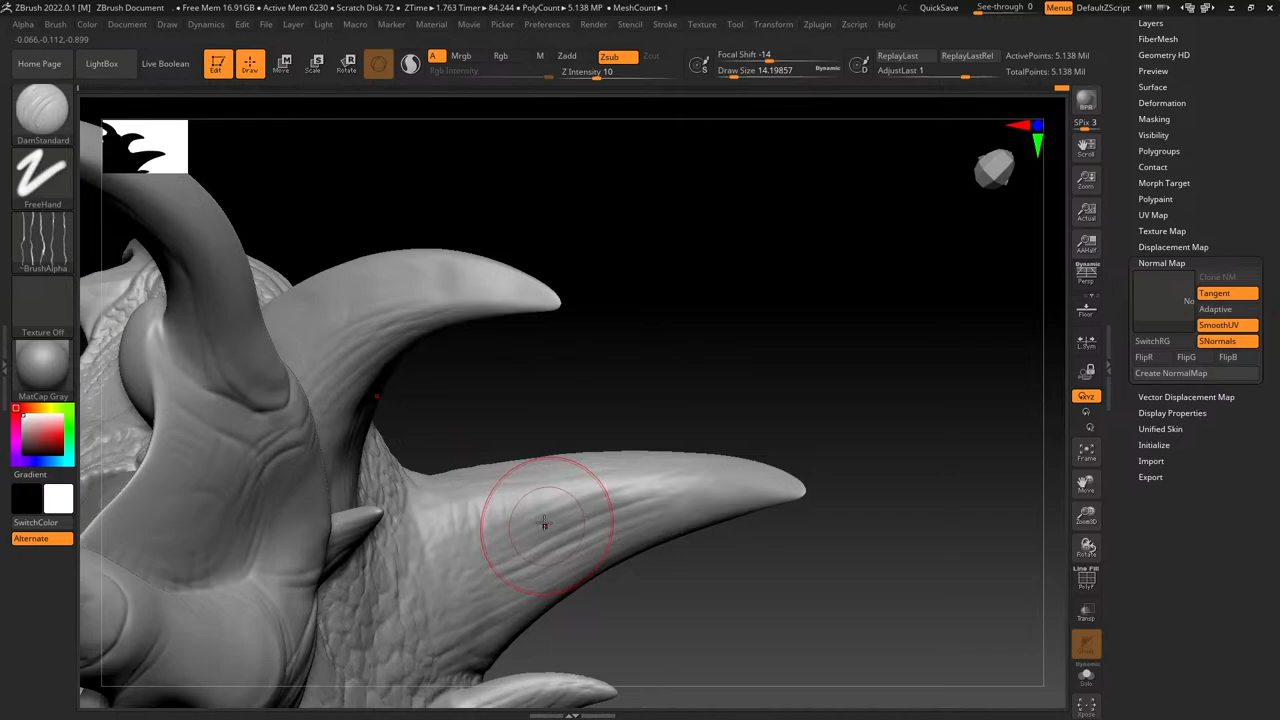 ZBrush 2022.0.1 [M] ZBrush Document • Free Mem 16.91GB • Active Mem 6230 • Scratch Disk 72 • ZTime▸1.763 Timer▸84.244 • PolyCount▸5.138 MP • MeshCount▸1 AC QuickSave See-through 0 Menus DefaultZScript
Alpha Brush Color Document Draw Dynamics Edit File Layer Light Macro Marker Material Movie Picker Preferences Render Stencil Stroke Texture Tool Transform Zplugin Zscript Help
-0.066,-0.112,-0.899
Home Page LightBox Live Boolean Edit Draw Move Scale Rotate A Mrgb Rgb M Zadd Zsub Zcut
Rgb Intensity Z Intensity 10
S Focal Shift -14
Draw Size 14.19857 Dynamic
D ReplayLast ReplayLastRel ActivePoints: 5.138 Mil
AdjustLast 1 TotalPoints: 5.138 Mil
DamStandard
FreeHand
~BrushAlpha
Texture Off
MatCap Gray
Gradient
SwitchColor
Alternate
BPR
SPix 3
Scroll
Zoom
Actual
AAHalf
Dynamic
Persp
Floor
L.Sym
XYZ
Frame
Move
Zoom3D
Rotate
Line Fill
PolyF
Transp
Dynamic
Solo
Xpose
Layers
FiberMesh
Geometry HD
Preview
Surface
Deformation
Masking
Visibility
Polygroups
Contact
Morph Target
Polypaint
UV Map
Texture Map
Displacement Map
Normal Map
Clone NM
No Tangent
Adaptive
SmoothUV
SwitchRG SNormals
FlipR FlipG FlipB
Create NormalMap
Vector Displacement Map
Display Properties
Unified Skin
Initialize
Import
Export